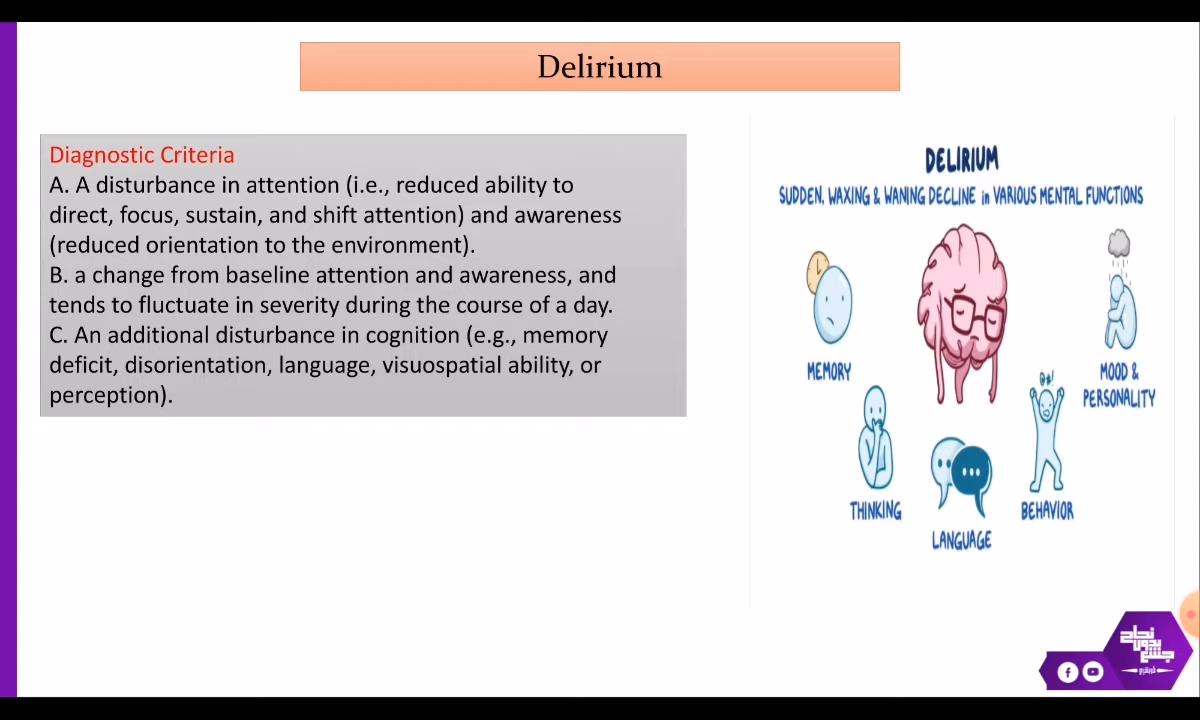 Delirium
Diagnostic Criteria
A. A disturbance in attention (i.e., reduced ability to
direct, focus, sustain, and shift attention) and awareness
(reduced orientation to the environment).
B. a change from baseline attention and awareness, and
tends to fluctuate in severity during the course of a day.
C. An additional disturbance in cognition (e.g., memory
deficit, disorientation, language, visuospatial ability, or
perception).
DELIRIUM
SUDDEN, WAXING & WANING DECLINE in VARIOUS MENTAL FUNCTIONS
MEMORY
MOOD &
PERSONALITY
THINKING
LANGUAGE
BEHAVIOR
نجاح
بدون
جشع